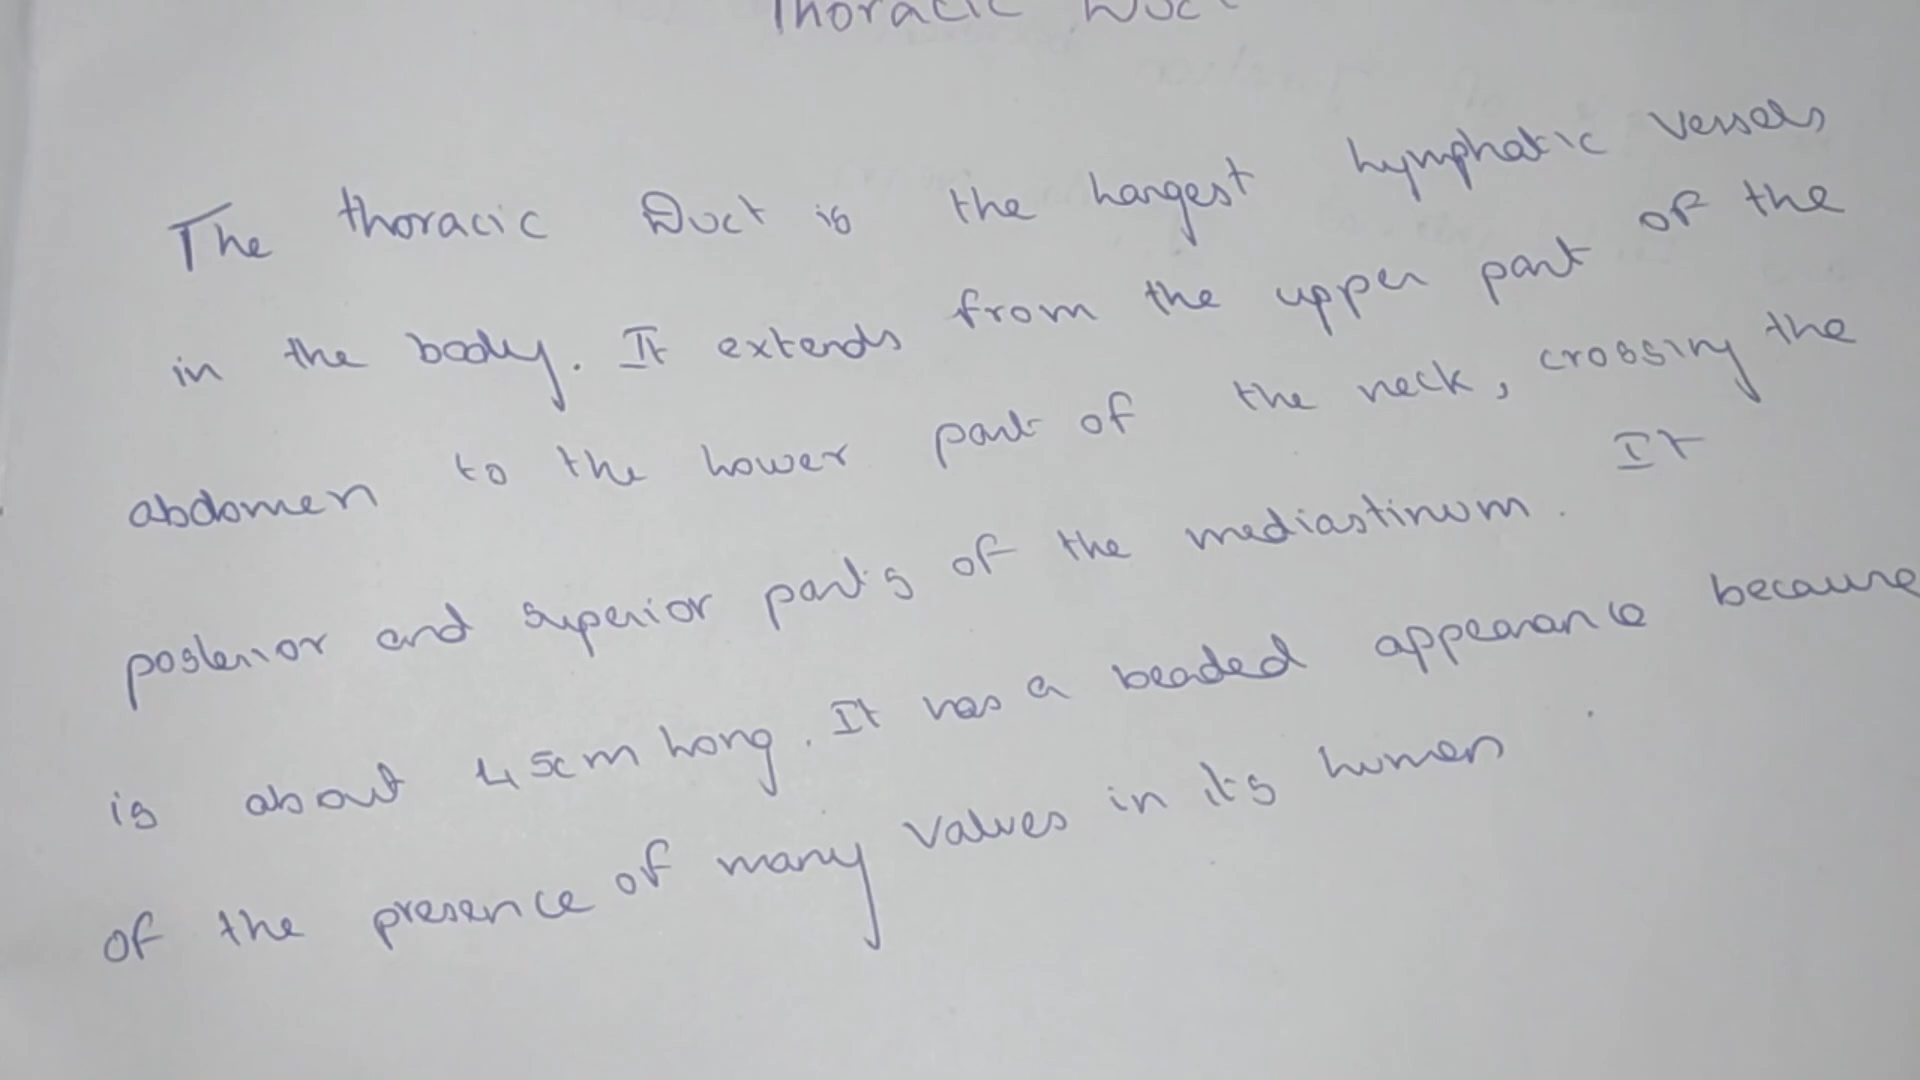 Thoracic Duct
The thoracic Duct is the largest lymphatic vessels
in the body. It extends from the upper part of the
abdomen to the lower part of the neck, crossing the
posterior and superior parts of the mediastinum. It
is about 45cm long. It has a beaded appearance because
of the presence of many valves in its lumen.